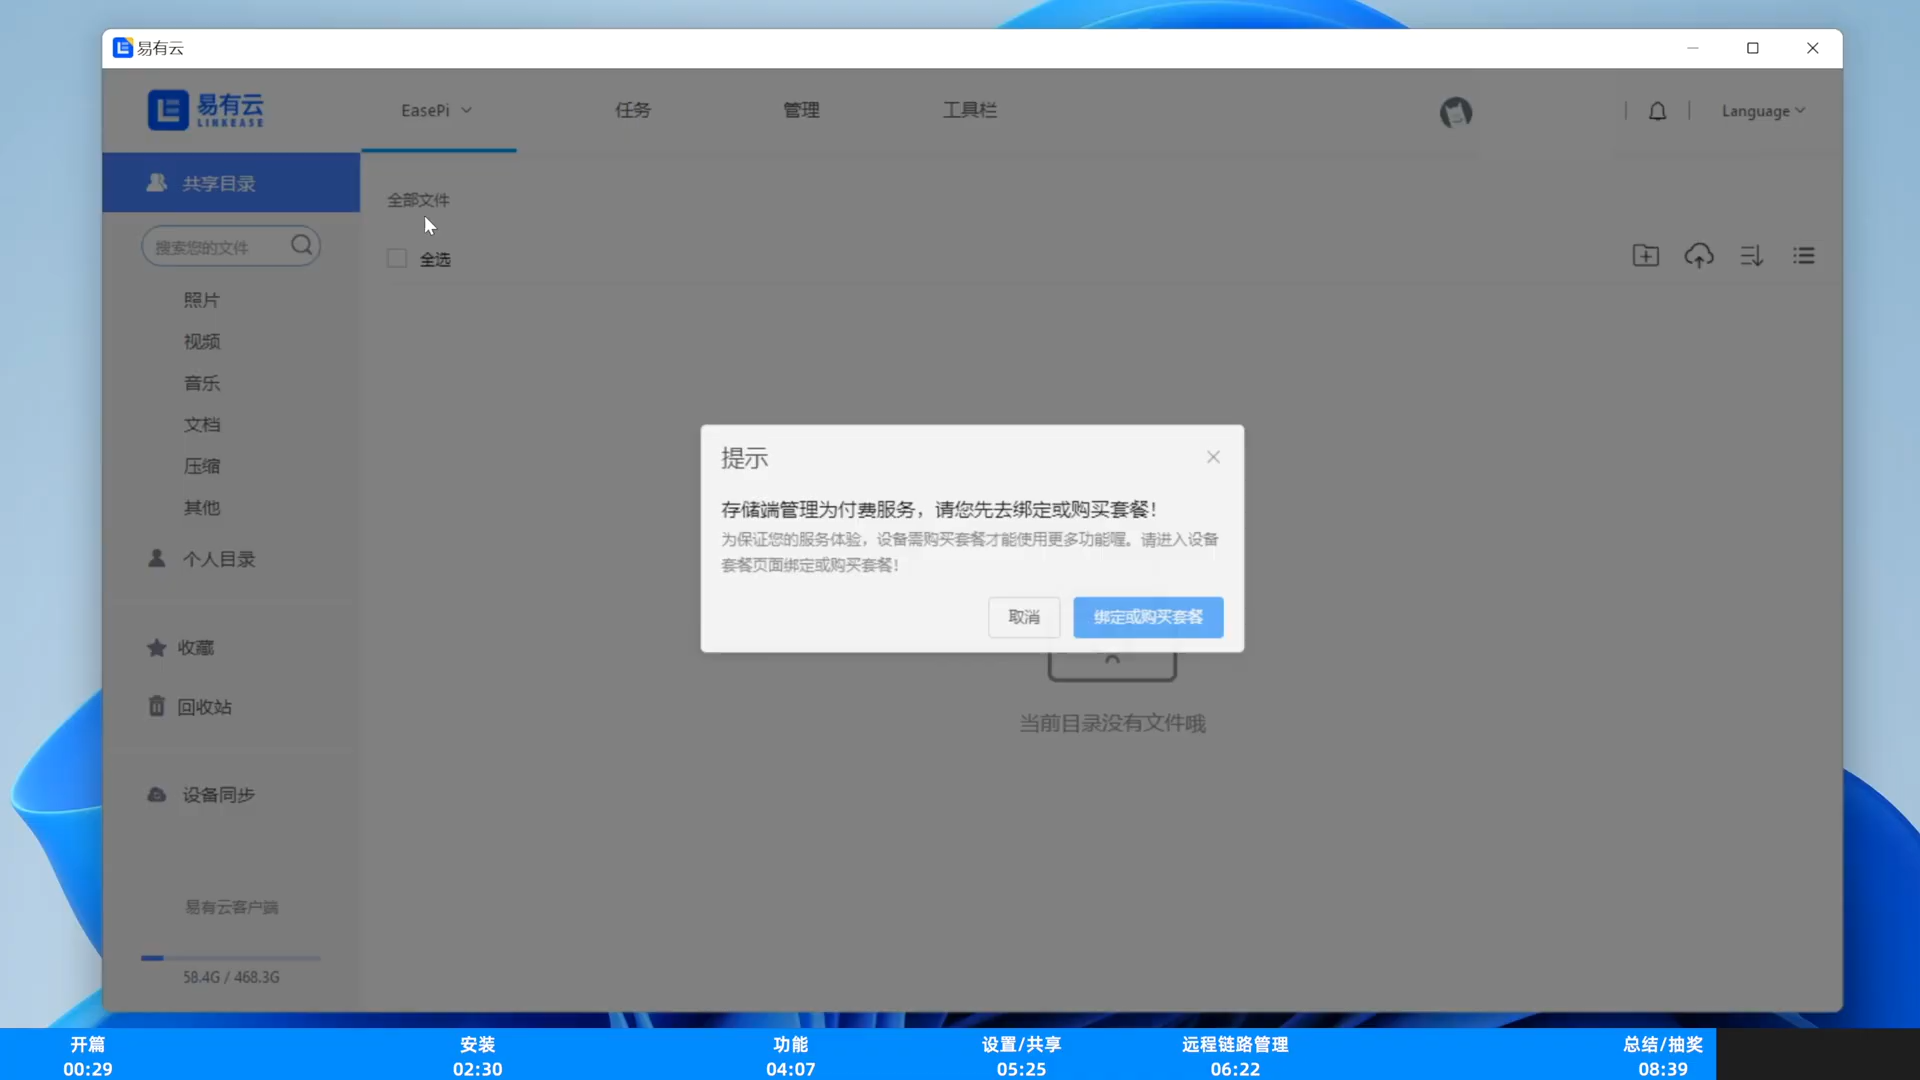 易有云
易有云
LINKEASE
EasePi
任务
管理
工具栏
Language
共享目录
全部文件
搜索您的文件
全选
照片
视频
音乐
文档
压缩
其他
提示
存储端管理为付费服务，请您先去绑定或购买套餐！
为保证您的服务体验，设备需购买套餐才能使用更多功能喔。请进入设备
套餐页面绑定或购买套餐！
取消
绑定或购买套餐
个人目录
收藏
回收站
当前目录没有文件哦
设备同步
易有云客户端
58.4G / 468.3G
开篇
00:29
安装
02:30
功能
04:07
设置/共享
05:25
远程链路管理
06:22
总结/抽奖
08:39